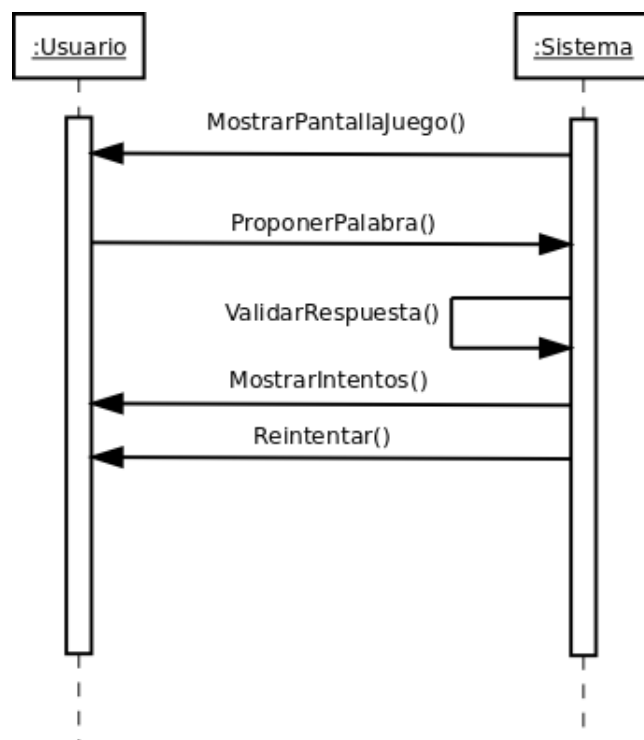 :Usuario
:Sistema
MostrarPantallaJuego()
ProponerPalabra()
ValidarRespuesta()
MostrarIntentos()
Reintentar()